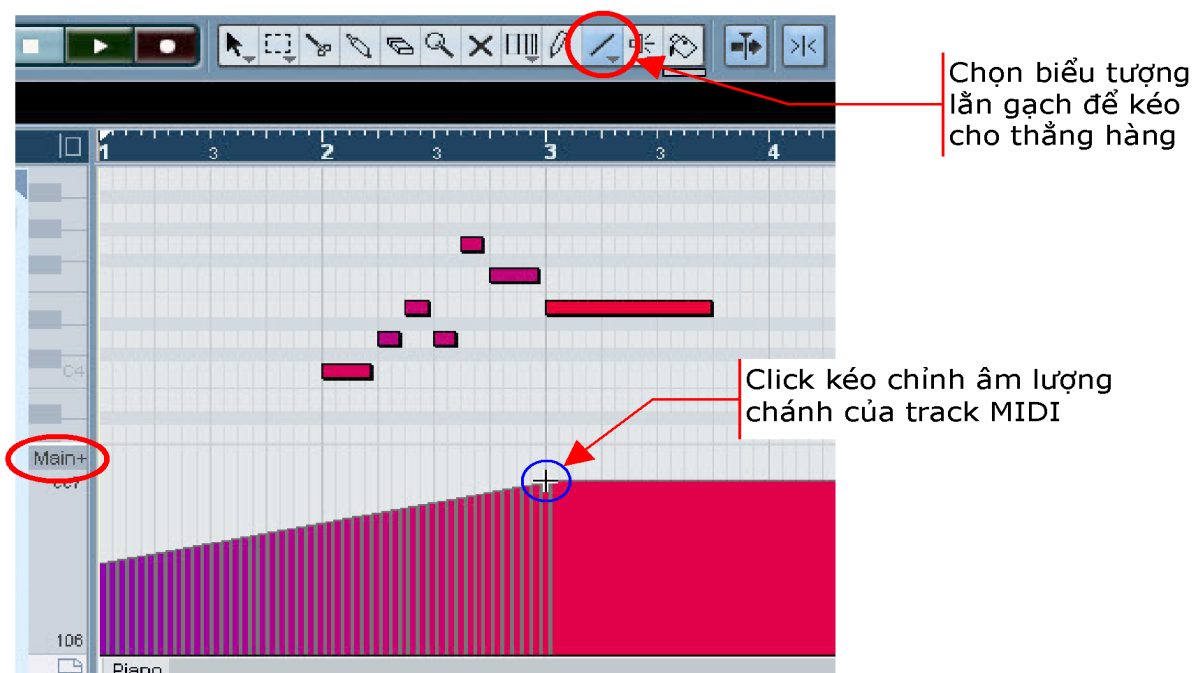 Chọn biểu tượng
lằn gạch để kéo
cho thẳng hàng
1 3 2 3 3 3 4
C4
Click kéo chỉnh âm lượng
chánh của track MIDI
Main+
106
Piano